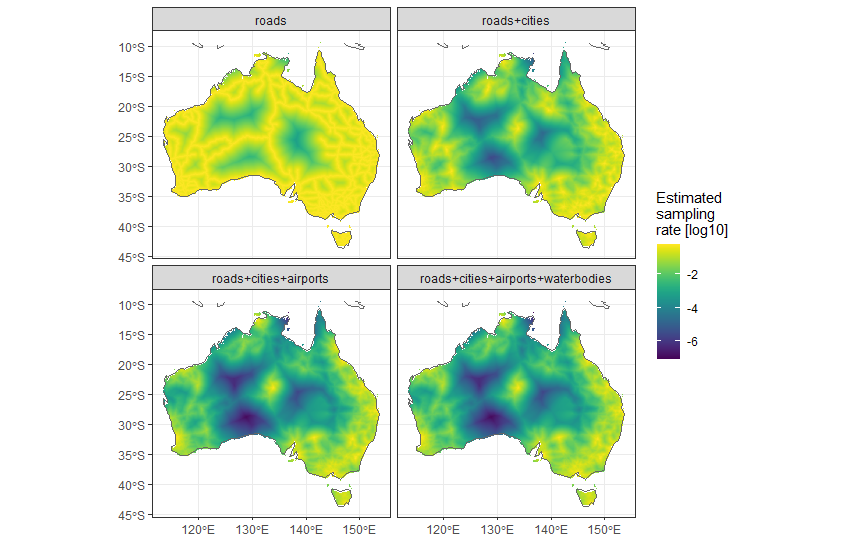 roads
roads+cities
10°S
15°S
20°S
25°S
30°S
35°S
40°S
45°S
roads+cities+airports
roads+cities+airports+waterbodies
10°S
15°S
20°S
25°S
30°S
35°S
40°S
45°S
120°E
130°E
140°E
150°E
120°E
130°E
140°E
150°E
Estimated
sampling
rate [log10]
-2
-4
-6